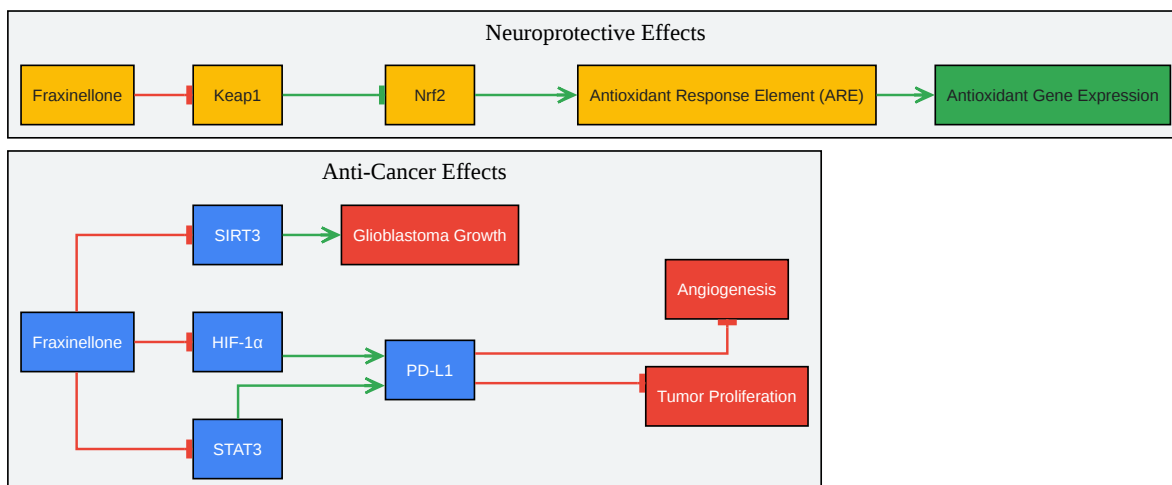 Neuroprotective Effects
Fraxinellone
Keap1
Nrf2
Antioxidant Response Element (ARE)
Antioxidant Gene Expression
Anti-Cancer Effects
SIRT3
Glioblastoma Growth
Angiogenesis
Fraxinellone
HIF-1α
PD-L1
Tumor Proliferation
STAT3